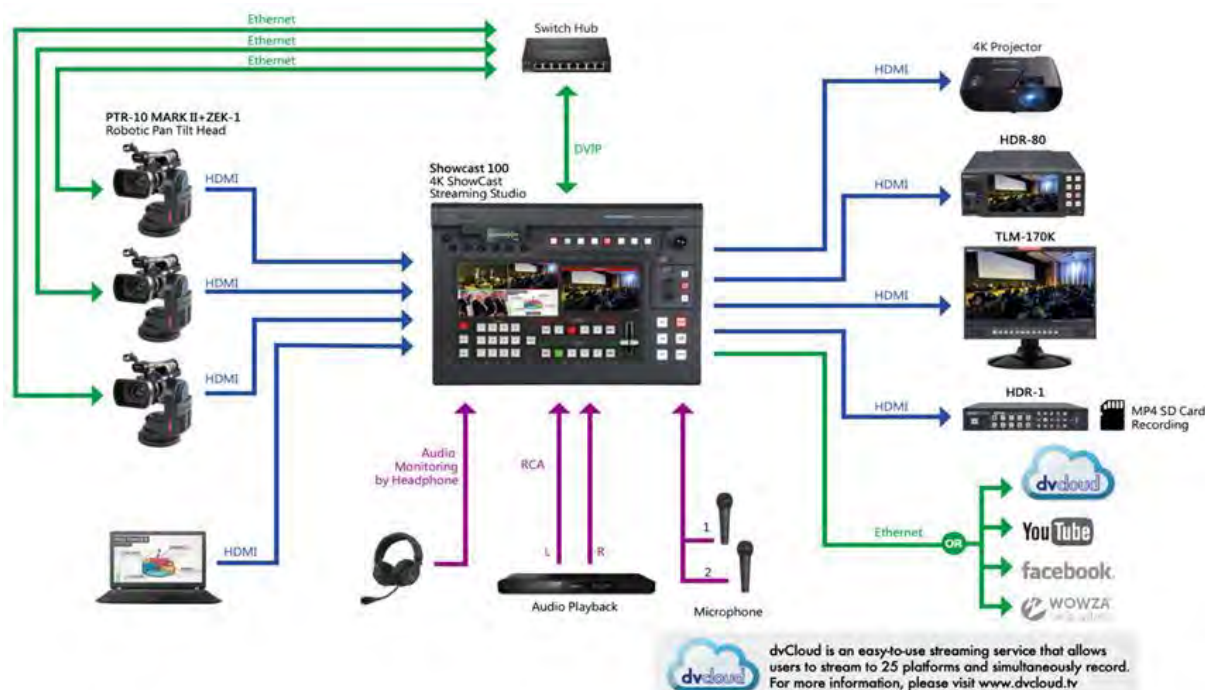 Ethernet
Ethernet
Ethernet
Switch Hub
4K Projector
HDMI
PTR-10 MARK II+ZEK-1
Robotic Pan Tilt Head
DVIP
HDR-80
HDMI
Showcast 100
4K ShowCast
Streaming Studio
HDMI
TLM-170K
HDMI
HDMI
HDMI
HDR-1
HDMI
MP4 SD Card
Recording
Audio
Monitoring
by Headphone
RCA
dvcloud
1
Ethernet
OR
YouTube
HDMI
L
R
facebook
2
WOWZA
Audio Playback
Microphone
dvcloud
dvCloud is an easy-to-use streaming service that allows
users to stream to 25 platforms and simultaneously record.
For more information, please visit www.dvcloud.tv